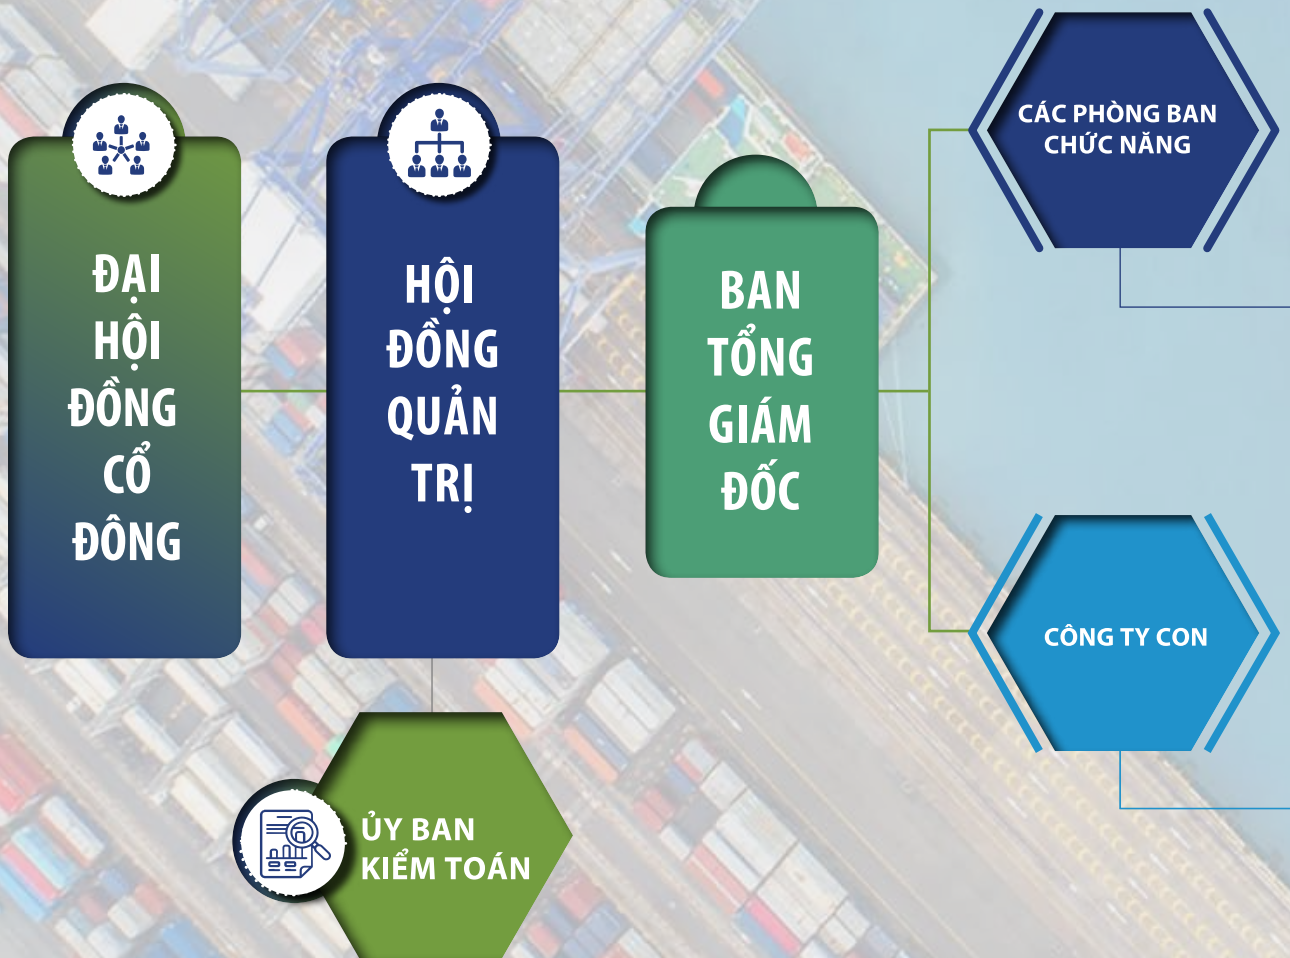 ĐẠI
HỘI
ĐỒNG
CỔ
ĐÔNG
HỘI
ĐỒNG
QUẢN
TRỊ
BAN
TỔNG
GIÁM
ĐỐC
CÁC PHÒNG BAN
CHỨC NĂNG
CÔNG TY CON
ỦY BAN
KIỂM TOÁN